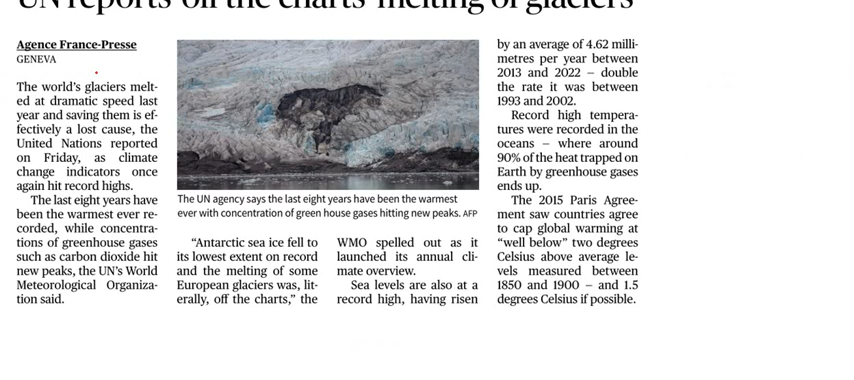 UN reports 'off the charts' melting of glaciers
Agence France-Presse
GENEVA
The world's glaciers melt-
ed at dramatic speed last
year and saving them is ef-
fectively a lost cause, the
United Nations reported
on Friday, as climate
change indicators once
again hit record highs.
The last eight years have
been the warmest ever re-
corded, while concentra-
tions of greenhouse gases
such as carbon dioxide hit
new peaks, the UN's World
Meteorological Organiza-
tion said.
The UN agency says the last eight years have been the warmest
ever with concentration of green house gases hitting new peaks. AFP
"Antarctic sea ice fell to
its lowest extent on record
and the melting of some
European glaciers was, lit-
erally, off the charts," the
WMO spelled out as it
launched its annual cli-
mate overview.
Sea levels are also at a
record high, having risen
by an average of 4.62 milli-
metres per year between
2013 and 2022 — double
the rate it was between
1993 and 2002.
Record high tempera-
tures were recorded in the
oceans — where around
90% of the heat trapped on
Earth by greenhouse gases
ends up.
The 2015 Paris Agree-
ment saw countries agree
to cap global warming at
"well below" two degrees
Celsius above average le-
vels measured between
1850 and 1900 — and 1.5
degrees Celsius if possible.